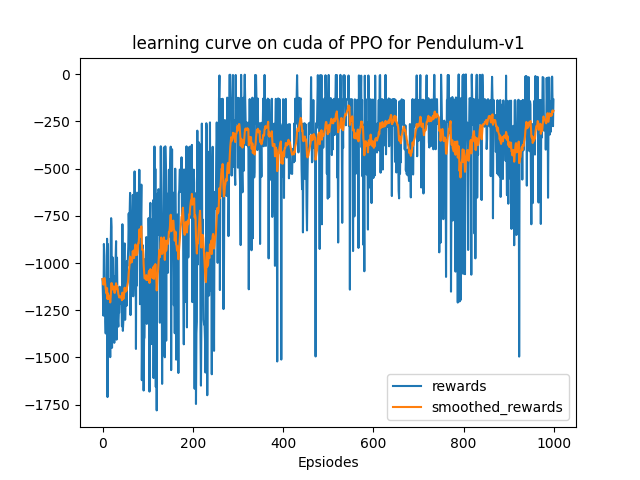 learning curve on cuda of PPO for Pendulum-v1
0
−250
−500
−750
−1000
−1250
−1500
−1750
rewards
smoothed_rewards
0 200 400 600 800 1000
Epsiodes